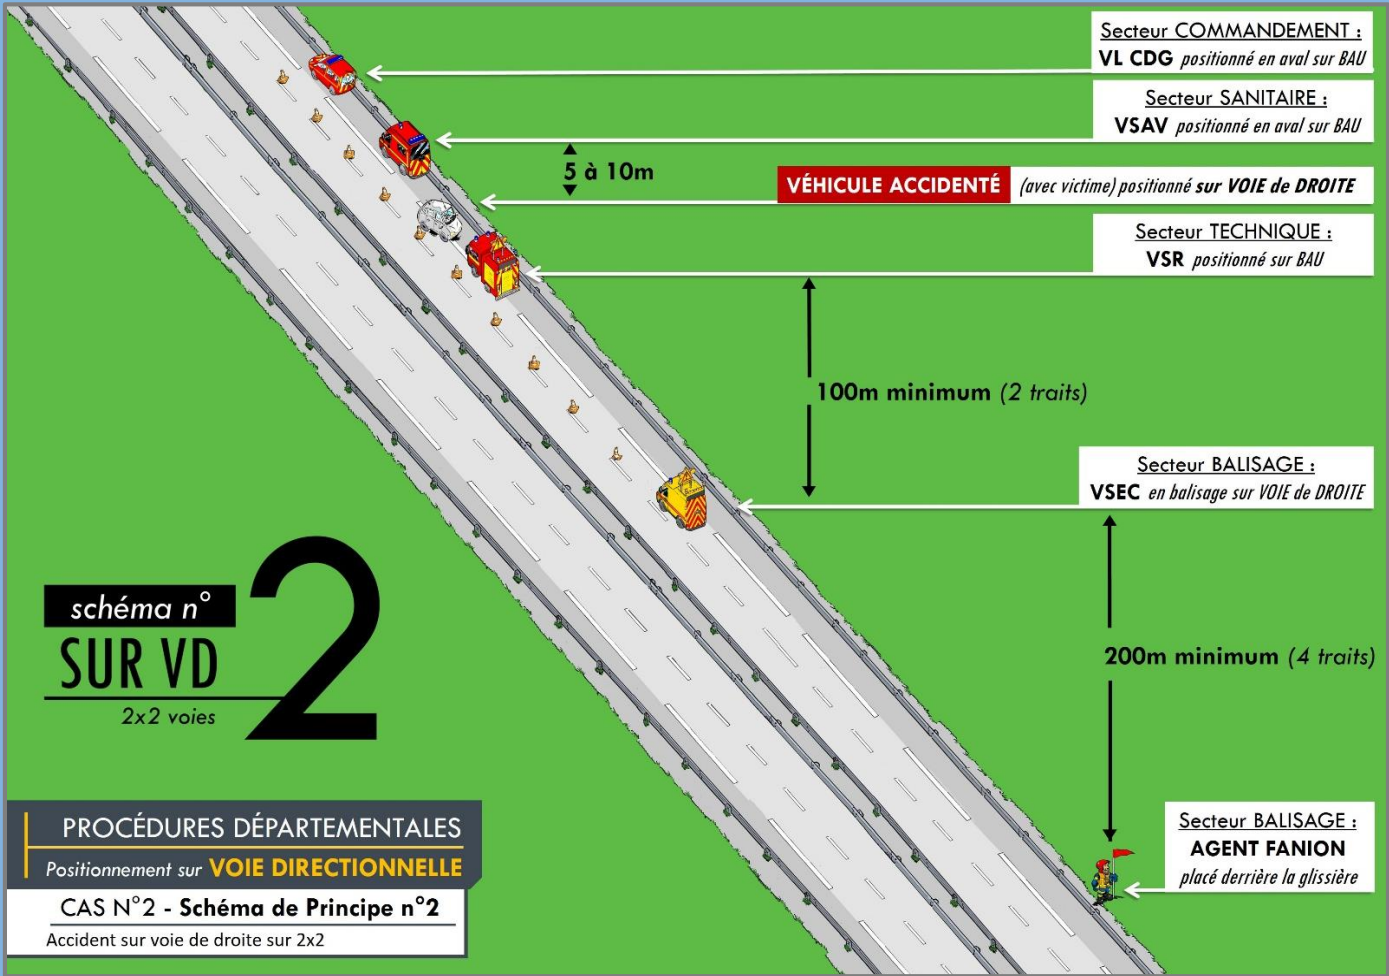 Secteur COMMANDEMENT :
VL CDG positionné en aval sur BAU
Secteur SANITAIRE :
VSAV positionné en aval sur BAU
5 à 10m
VÉHICULE ACCIDENTÉ (avec victime) positionné sur VOIE de DROITE
Secteur TECHNIQUE :
VSR positionné sur BAU
100m minimum (2 traits)
Secteur BALISAGE :
VSEC en balisage sur VOIE de DROITE
200m minimum (4 traits)
Secteur BALISAGE :
AGENT FANION
placé derrière la glissière
schéma n° 2
SUR VD
2x2 voies
PROCÉDURES DÉPARTEMENTALES
Positionnement sur VOIE DIRECTIONNELLE
CAS N°2 - Schéma de Principe n°2
Accident sur voie de droite sur 2x2